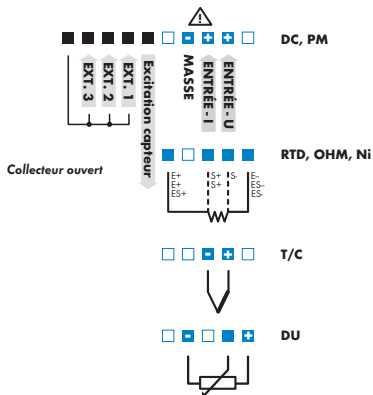 DC, PM
EXT. 3
EXT. 2
EXT. 1
Excitation capteur
MASSE
ENTRÉE - I
ENTRÉE - U
Collecteur ouvert
RTD, OHM, Ni
E+ S+ S- E–
E+ S+ ES–
ES+ ES-
T/C
DU